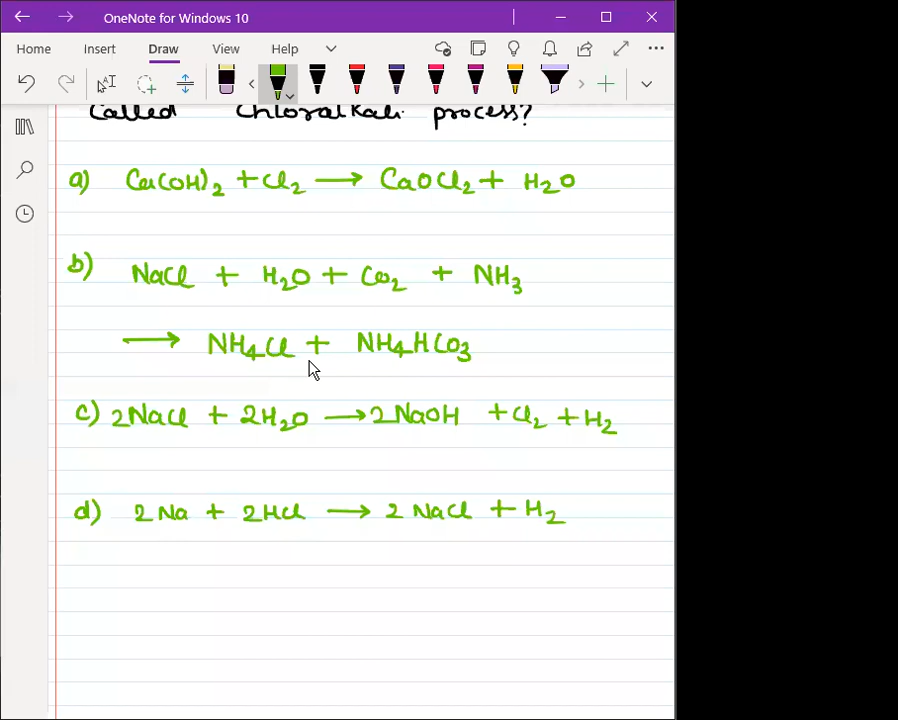 OneNote for Windows 10
Home Insert Draw View Help
Called Chloralkali process?
a) Ca(OH)2 + Cl2 ⟶ CaOCl2 + H2O
b) NaCl + H2O + CO2 + NH3
⟶ NH4Cl + NH4HCO3
c) 2NaCl + 2H2O ⟶ 2NaOH + Cl2 + H2
d) 2Na + 2HCl ⟶ 2NaCl + H2